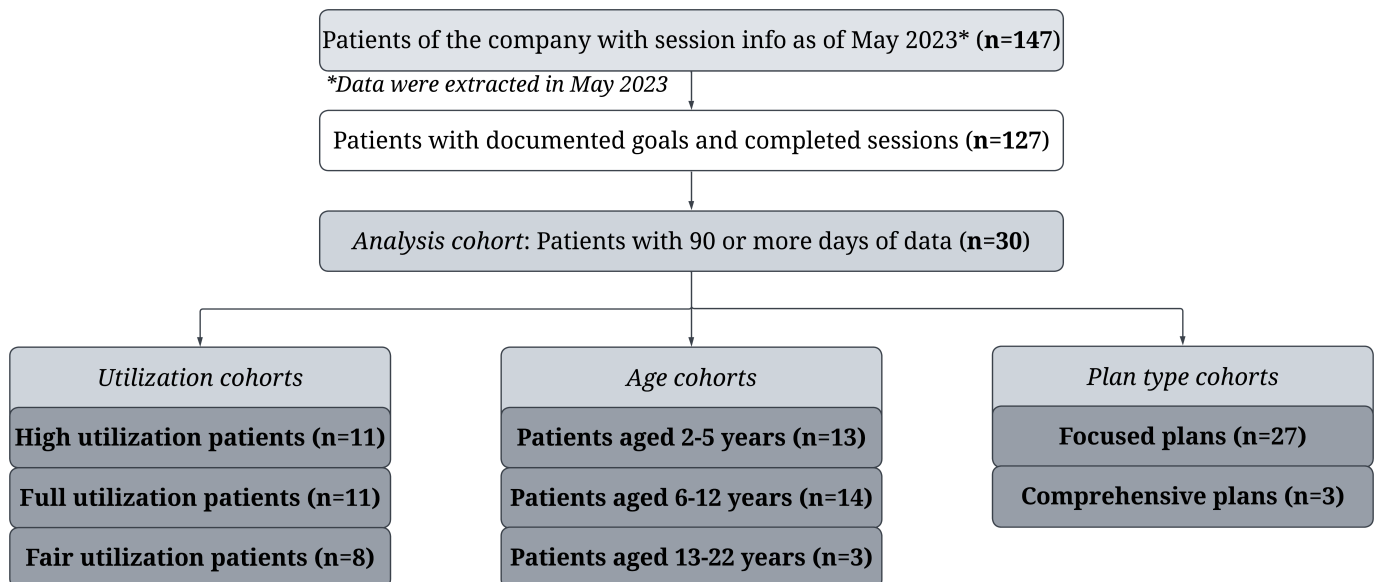 Patients of the company with session info as of May 2023* (n=147)
*Data were extracted in May 2023
Patients with documented goals and completed sessions (n=127)
Analysis cohort: Patients with 90 or more days of data (n=30)
Utilization cohorts
High utilization patients (n=11)
Full utilization patients (n=11)
Fair utilization patients (n=8)
Age cohorts
Patients aged 2-5 years (n=13)
Patients aged 6-12 years (n=14)
Patients aged 13-22 years (n=3)
Plan type cohorts
Focused plans (n=27)
Comprehensive plans (n=3)